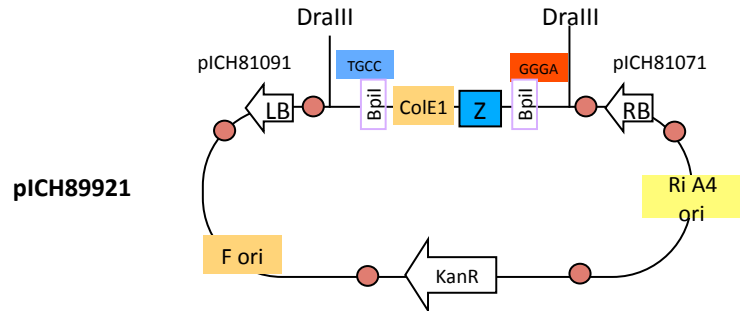 DraIII
DraIII
pICH81091
TGCC
GGGA
pICH81071
LB
BpiI
ColE1
Z
BpiI
RB
pICH89921
Ri A4
ori
F ori
KanR